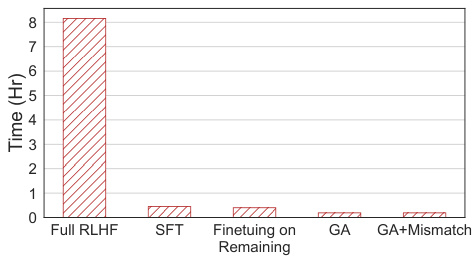 Time (Hr)
8
7
6
5
4
3
2
1
0
Full RLHF
SFT
Finetuing on
Remaining
GA
GA+Mismatch